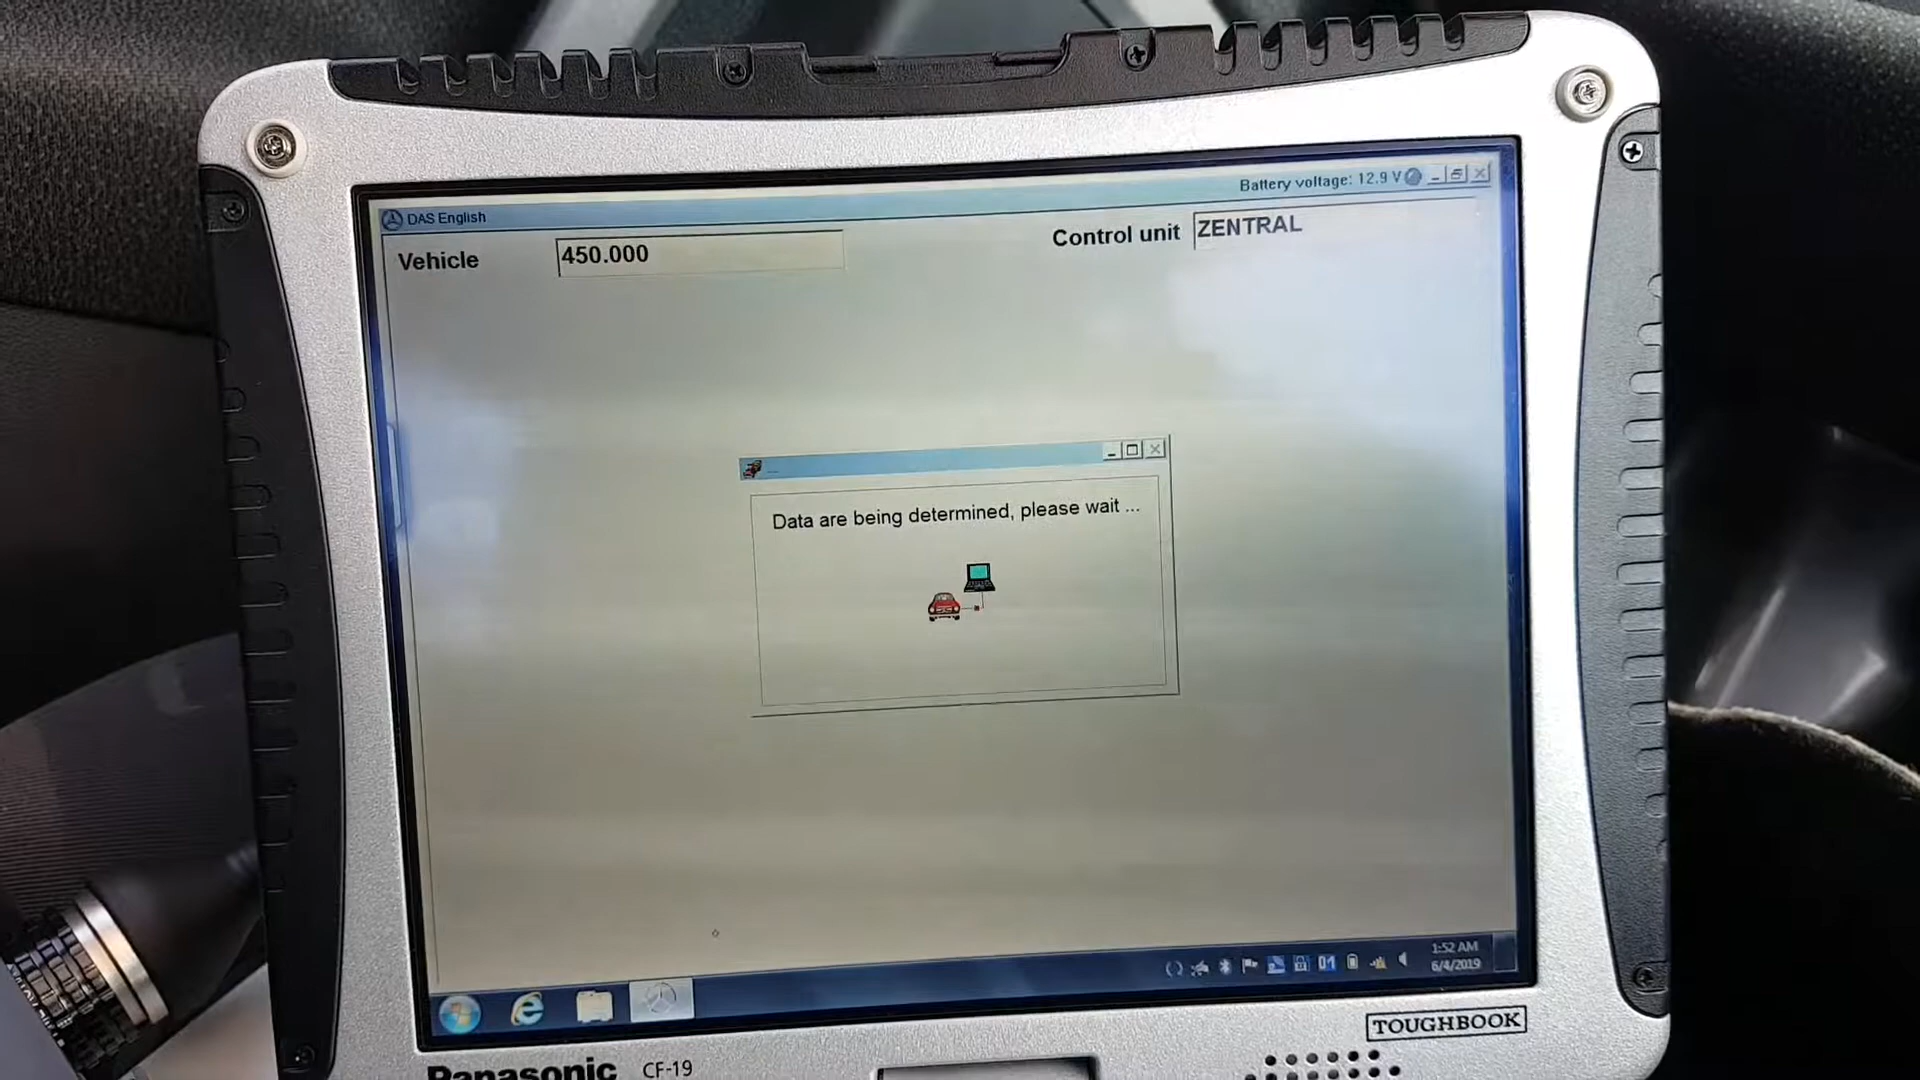 Battery voltage: 12.9 V
DAS English
Vehicle 450.000
Control unit ZENTRAL
Data are being determined, please wait ...
1:52 AM
6/4/2019
TOUGHBOOK
Panasonic CF-19